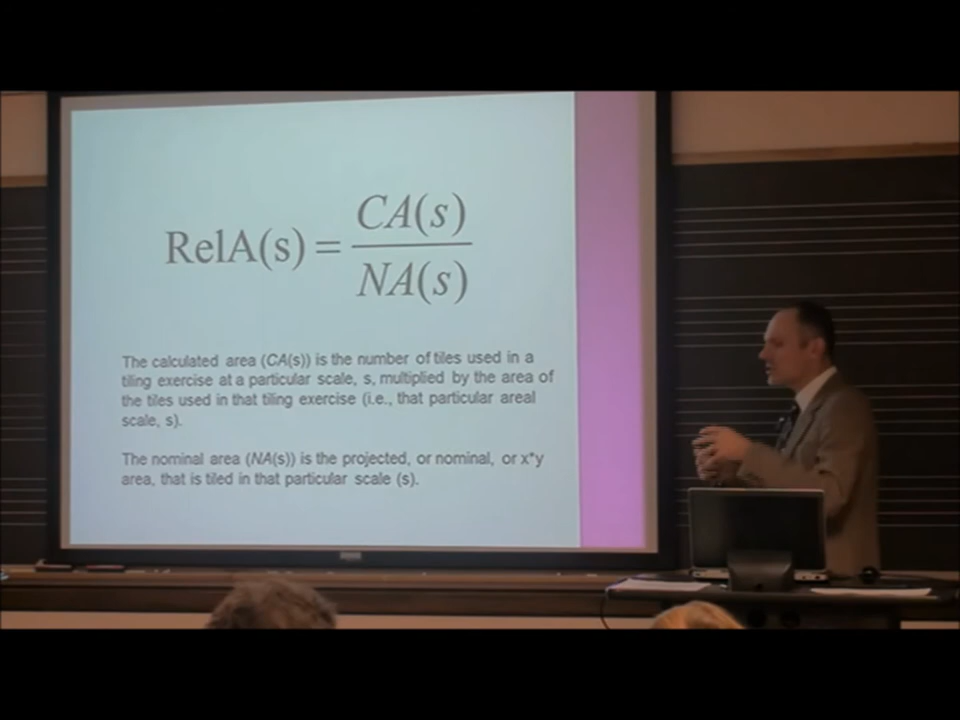 RelA(s) = CA(s) / NA(s)
The calculated area (CA(s)) is the number of tiles used in a
tiling exercise at a particular scale, s, multiplied by the area of
the tiles used in that tiling exercise (i.e., that particular areal
scale, s).
The nominal area (NA(s)) is the projected, or nominal, or x*y
area, that is tiled in that particular scale (s).